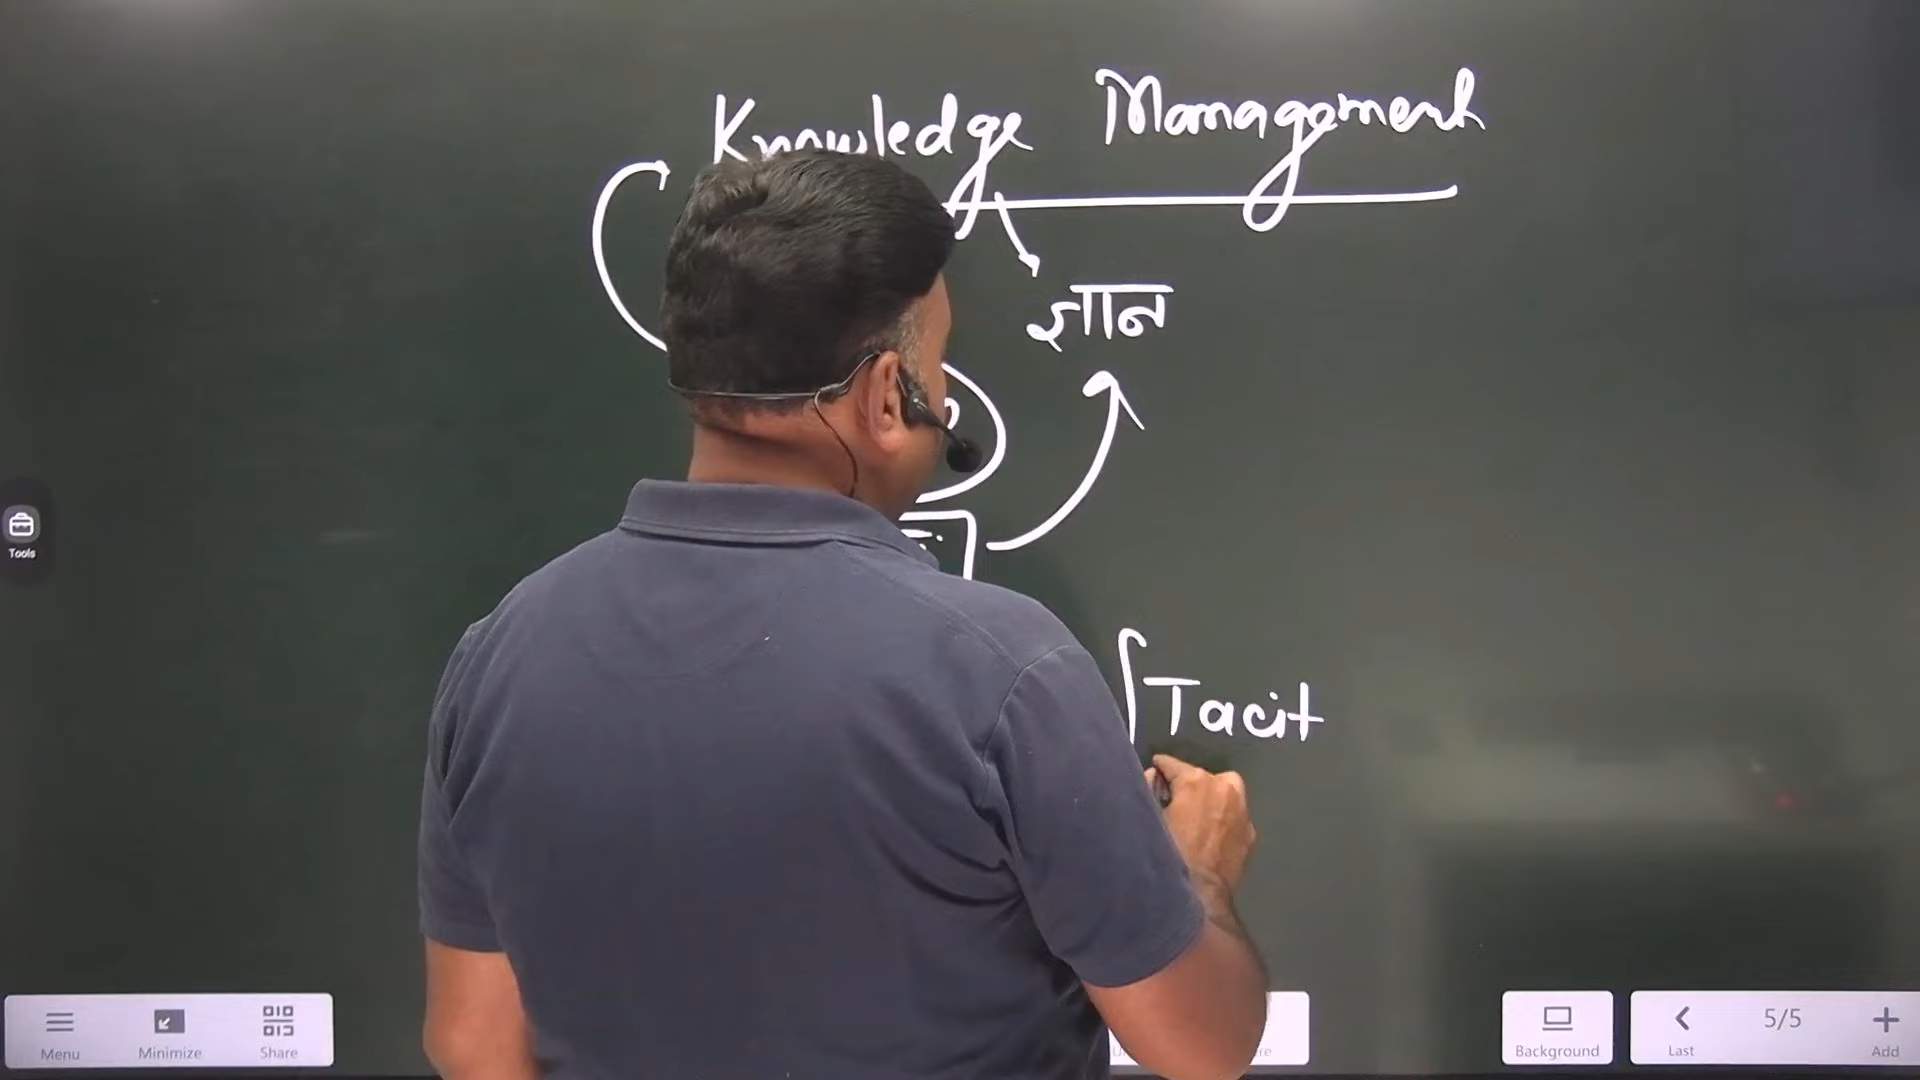 Knowledge Management
ज्ञान
Tacit
Tools
Menu
Minimize
Share
Background
Last
5/5
Add